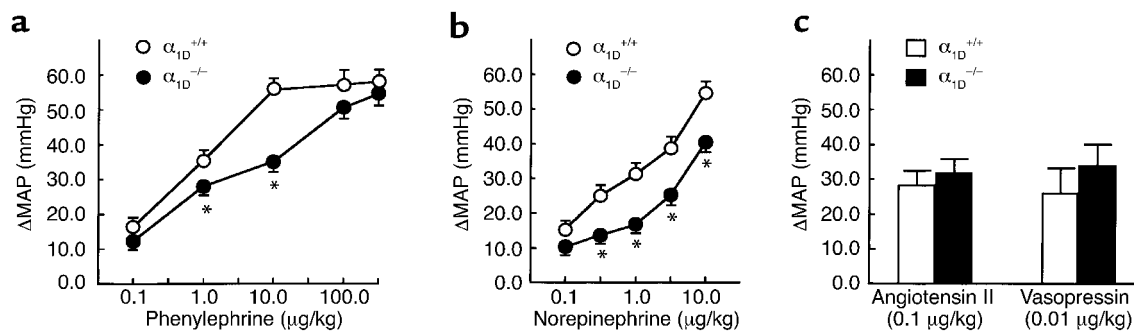 a
α1D+/+
α1D−/−
ΔMAP (mmHg)
60.0
50.0
40.0
30.0
20.0
10.0
0.0
*
*
0.1 1.0 10.0 100.0
Phenylephrine (μg/kg)
b
α1D+/+
α1D−/−
ΔMAP (mmHg)
60.0
50.0
40.0
30.0
20.0
10.0
0.0
*
*
*
*
0.1 1.0 10.0
Norepinephrine (μg/kg)
c
α1D+/+
α1D−/−
ΔMAP (mmHg)
60.0
50.0
40.0
30.0
20.0
10.0
0.0
Angiotensin II
(0.1 μg/kg)
Vasopressin
(0.01 μg/kg)